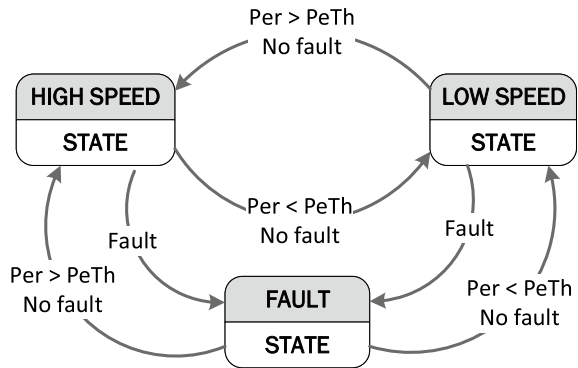 Per > PeTh
No fault
HIGH SPEED
STATE
LOW SPEED
STATE
Per < PeTh
No fault
Fault
Fault
Per > PeTh
No fault
FAULT
STATE
Per < PeTh
No fault